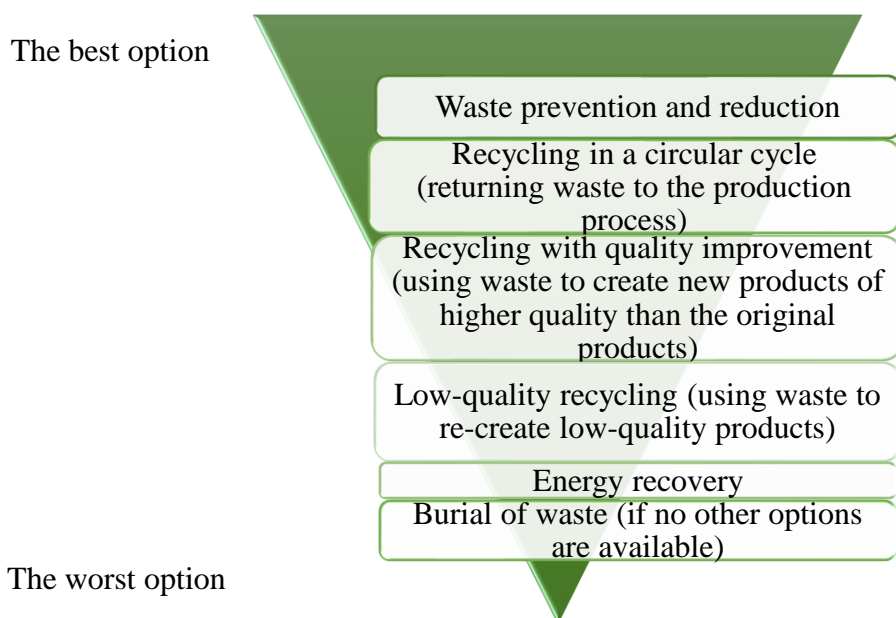 The best option
Waste prevention and reduction
Recycling in a circular cycle
(returning waste to the production
process)
Recycling with quality improvement
(using waste to create new products of
higher quality than the original
products)
Low-quality recycling (using waste to
re-create low-quality products)
Energy recovery
Burial of waste (if no other options
are available)
The worst option